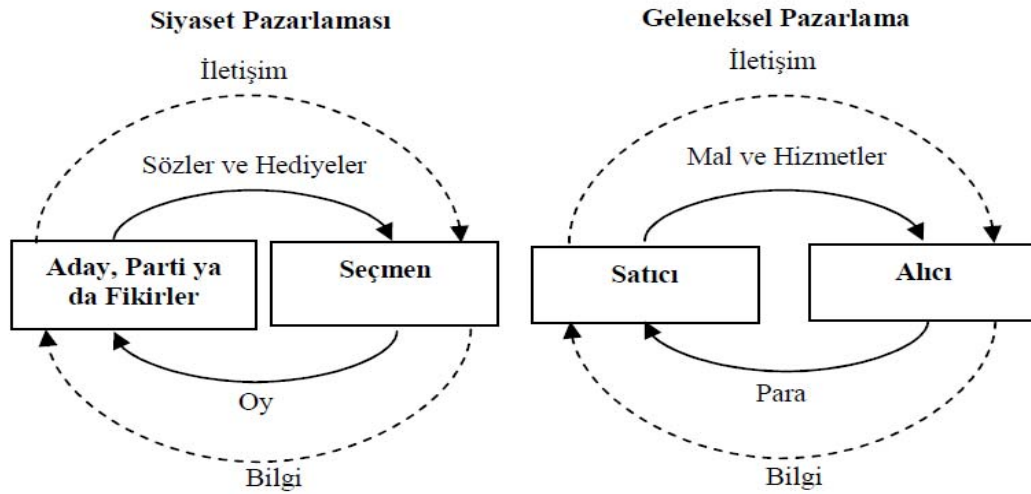 Siyaset Pazarlaması
İletişim
Sözler ve Hediyeler
Aday, Parti ya
da Fikirler
Seçmen
Oy
Bilgi
Geleneksel Pazarlama
İletişim
Mal ve Hizmetler
Satıcı
Alıcı
Para
Bilgi